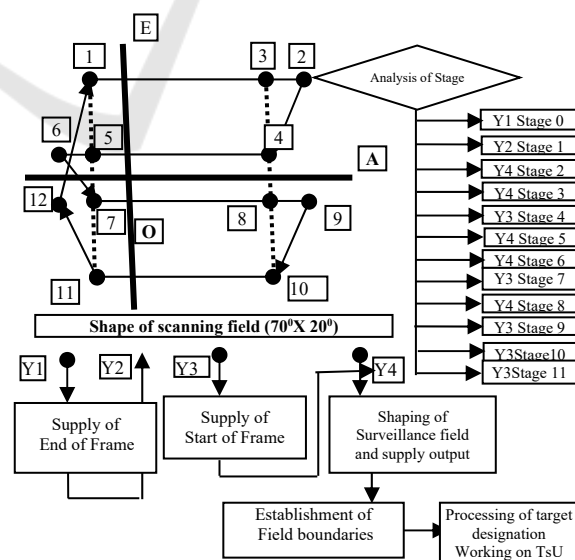 E
1
3
2
Analysis of Stage
6
5
4
A
12
7
O
8
9
11
10
Y1 Stage 0
Y2 Stage 1
Y4 Stage 2
Y4 Stage 3
Y3 Stage 4
Y4 Stage 5
Y4 Stage 6
Y3 Stage 7
Y4 Stage 8
Y3 Stage 9
Y3Stage10
Y3Stage 11
Shape of scanning field (70⁰X 20⁰)
Y1
Y2
Y3
Y4
Supply of
End of Frame
Supply of
Start of Frame
Shaping of
Surveillance field
and supply output
Establishment of
Field boundaries
Processing of target
designation
Working on TsU